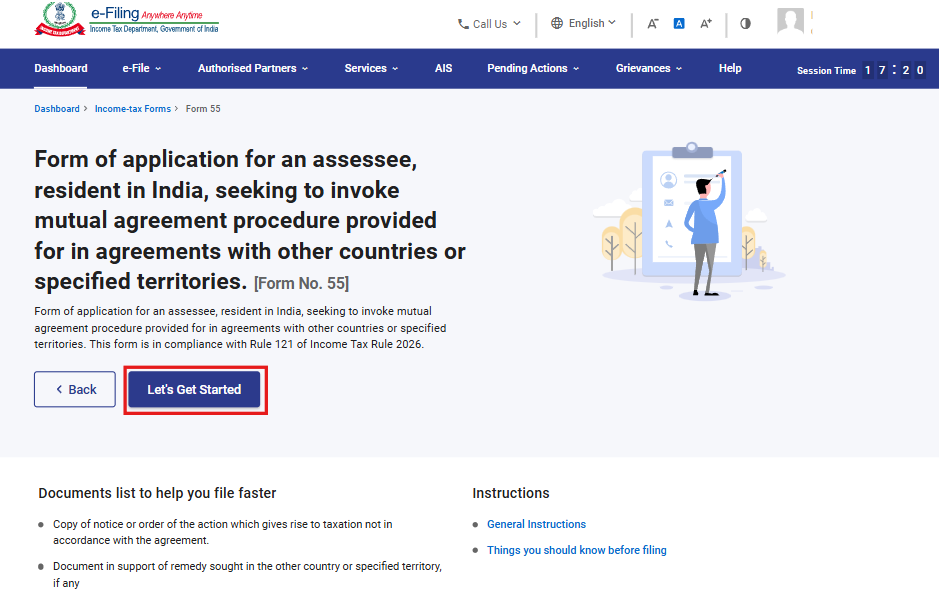 e-Filing Anywhere Anytime
Income Tax Department, Government of India
Call Us
English
A-
A
A+
Dashboard
e-File
Authorised Partners
Services
AIS
Pending Actions
Grievances
Help
Session Time 1 7 : 2 0
Dashboard > Income-tax Forms > Form 55
Form of application for an assessee,
resident in India, seeking to invoke
mutual agreement procedure provided
for in agreements with other countries or
specified territories. [Form No. 55]
Form of application for an assessee, resident in India, seeking to invoke mutual
agreement procedure provided for in agreements with other countries or specified
territories. This form is in compliance with Rule 121 of Income Tax Rule 2026.
< Back
Let's Get Started
Documents list to help you file faster
Copy of notice or order of the action which gives rise to taxation not in
accordance with the agreement.
Document in support of remedy sought in the other country or specified territory,
if any
Instructions
General Instructions
Things you should know before filing